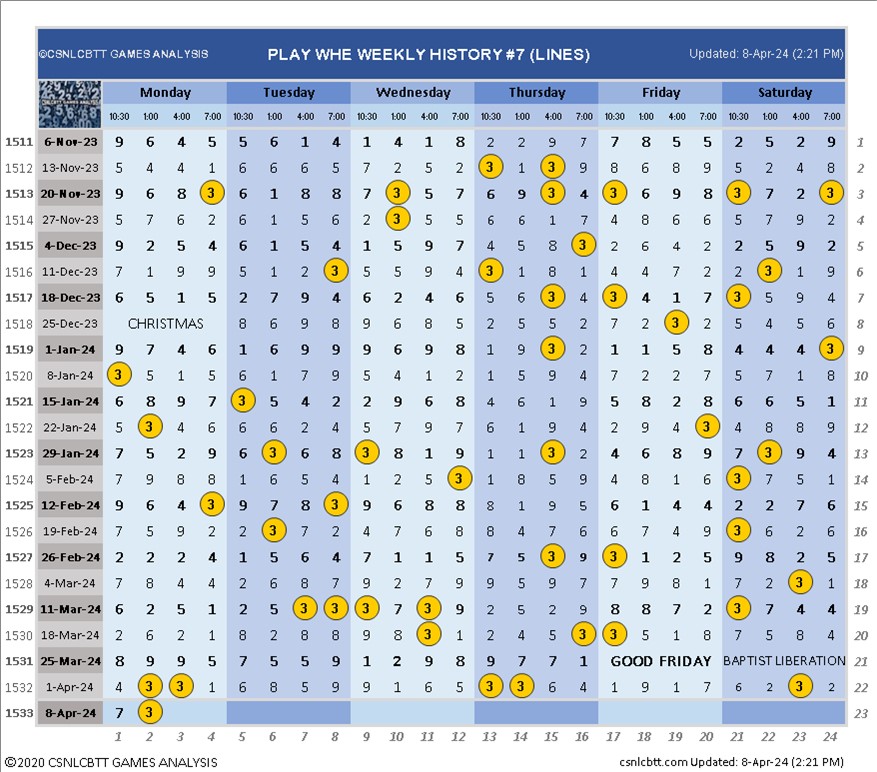 ©CSNLCBTT GAMES ANALYSIS PLAY WHE WEEKLY HISTORY #7 (LINES) Updated: 8-Apr-24 (2:21 PM)
Monday Tuesday Wednesday Thursday Friday Saturday
10:30 1:00 4:00 7:00 10:30 1:00 4:00 7:00 10:30 1:00 4:00 7:00 10:30 1:00 4:00 7:00 10:30 1:00 4:00 7:00 10:30 1:00 4:00 7:00
1511 6-Nov-23 9 6 4 5 5 6 1 4 1 4 1 8 2 2 9 7 7 8 5 5 2 5 2 9 1
1512 13-Nov-23 5 4 4 1 6 6 6 5 7 2 5 2 3 1 3 9 8 6 8 9 5 2 4 8 2
1513 20-Nov-23 9 6 8 3 6 1 8 8 7 3 5 7 6 9 3 4 3 6 9 8 3 7 2 3 3
1514 27-Nov-23 5 7 6 2 6 1 5 6 2 3 6 5 6 6 1 7 4 8 6 6 5 7 9 2 4
1515 4-Dec-23 9 2 5 4 6 1 5 4 1 5 9 7 4 5 8 3 2 6 4 2 2 5 9 2 5
1516 11-Dec-23 7 1 9 9 5 1 2 3 5 5 9 4 3 1 8 1 4 4 7 2 2 3 1 9 6
1517 18-Dec-23 6 5 1 5 2 7 9 4 6 2 4 6 5 6 3 4 3 4 1 7 3 5 9 4 7
1518 25-Dec-23 CHRISTMAS 8 6 9 8 9 6 8 5 2 5 5 2 7 2 3 2 5 4 5 6 8
1519 1-Jan-24 9 7 4 6 1 6 9 9 9 6 9 8 1 9 3 2 1 1 5 8 4 4 4 3 9
1520 8-Jan-24 3 5 1 5 6 1 7 9 5 4 1 2 1 5 9 4 7 2 2 7 5 7 1 8 10
1521 15-Jan-24 6 8 9 7 3 5 4 2 2 9 6 8 4 6 1 9 5 8 2 8 6 6 5 1 11
1522 22-Jan-24 2 3 4 6 6 6 2 4 5 7 9 7 6 1 9 4 2 9 4 3 4 8 8 9 12
1523 29-Jan-24 7 5 2 9 6 3 6 8 3 8 1 9 1 1 3 2 4 6 8 9 7 3 9 4 13
1524 5-Feb-24 7 9 8 8 1 6 5 4 1 2 5 3 1 8 5 9 4 8 1 6 3 7 5 1 14
1525 12-Feb-24 9 6 4 3 9 7 8 3 9 6 8 8 8 1 9 5 6 1 4 4 2 2 7 6 15
1526 19-Feb-24 7 5 9 2 2 3 7 2 4 7 6 8 8 4 7 6 6 7 4 9 3 6 6 2 16
1527 26-Feb-24 2 2 2 4 1 5 6 4 7 1 1 5 7 5 3 9 3 1 2 5 9 8 2 5 17
1528 4-Mar-24 7 8 4 4 2 6 8 7 9 2 7 9 9 5 9 7 7 9 8 1 7 2 3 1 18
1529 11-Mar-24 6 2 5 1 2 5 3 3 3 7 3 9 2 5 2 9 8 8 7 2 3 7 4 4 19
1530 18-Mar-24 2 6 2 1 8 2 8 8 9 8 3 1 2 4 5 3 3 5 1 8 7 5 8 4 20
1531 25-Mar-24 8 9 9 5 7 5 5 9 1 2 9 8 9 7 7 1 GOOD FRIDAY BAPTIST LIBERATION 21
1532 1-Apr-24 4 3 3 1 6 8 5 9 9 1 6 5 3 3 6 4 1 9 1 7 6 2 3 2 22
1533 8-Apr-24 7 3 23
1 2 3 4 5 6 7 8 9 10 11 12 13 14 15 16 17 18 19 20 21 22 23 24
©2020 CSNLCBTT GAMES ANALYSIS csnlcbtt.com Updated: 8-Apr-24 (2:21 PM)